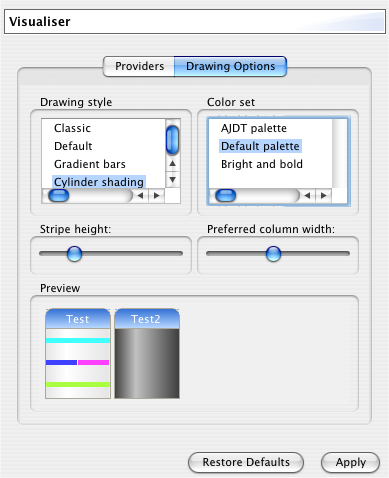 Visualiser
Providers
Drawing Options
Drawing style
Color set
Classic
Default
Gradient bars
Cylinder shading
AJDT palette
Default palette
Bright and bold
Stripe height:
Preferred column width:
Preview
Test
Test2
Restore Defaults
Apply